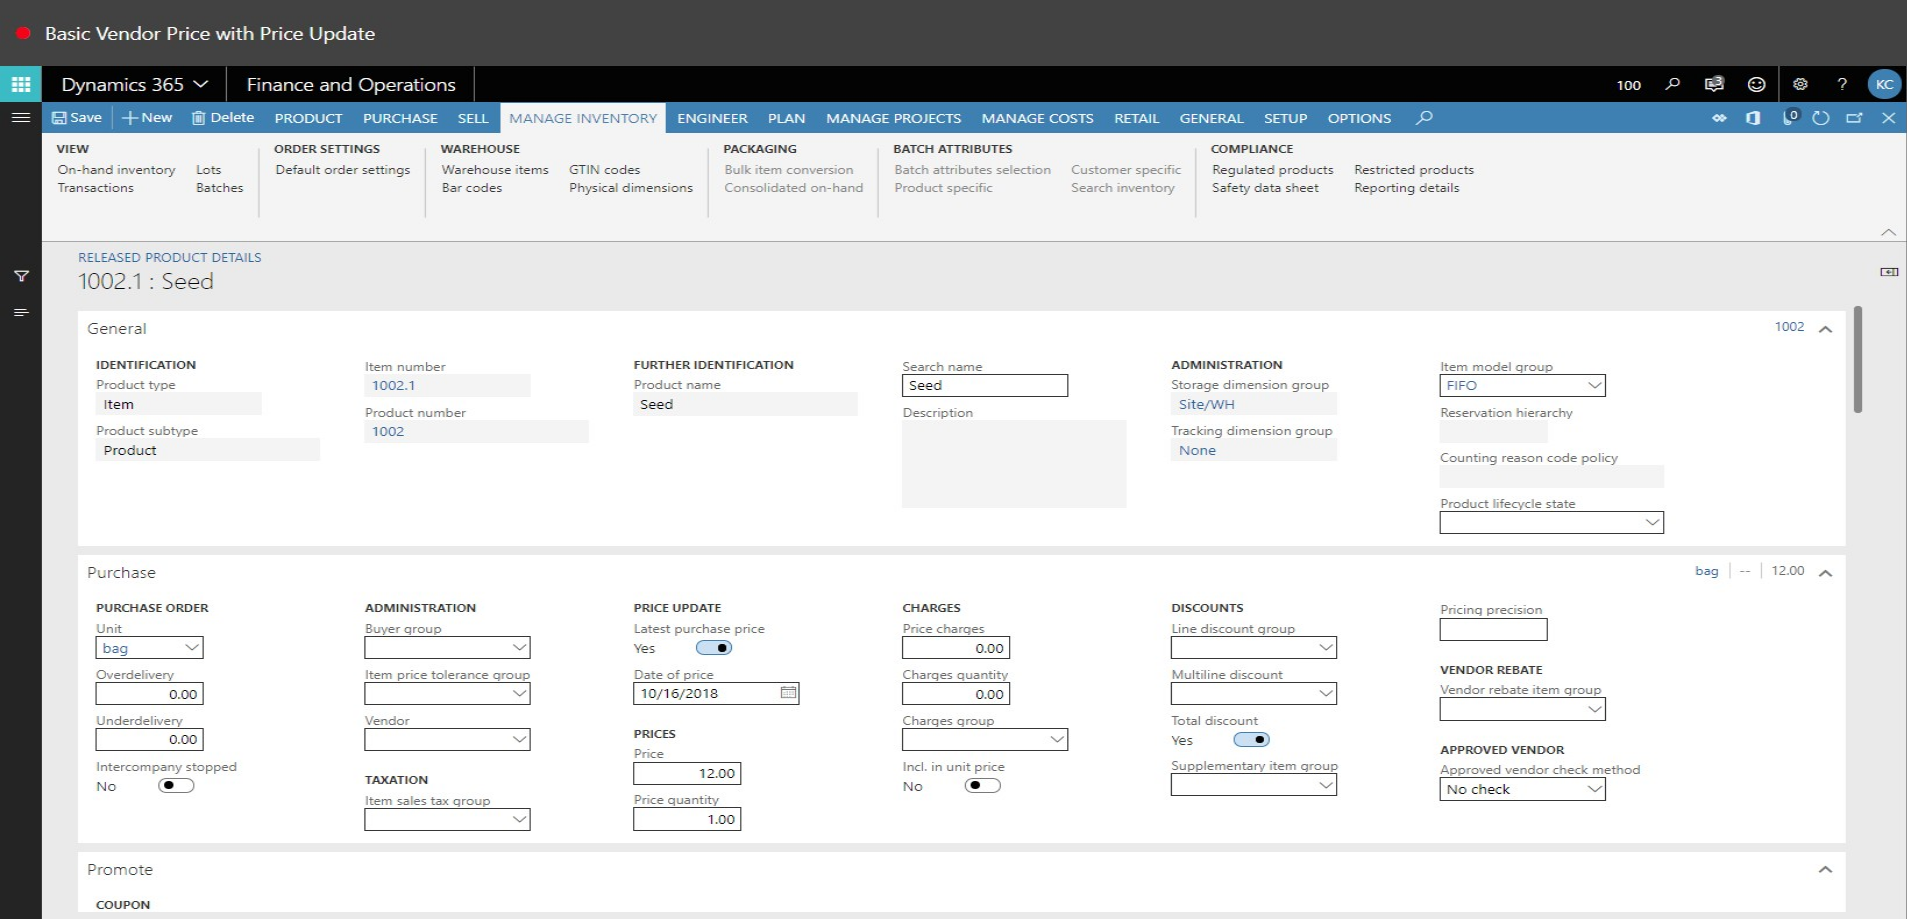 Basic Vendor Price with Price Update
Dynamics 365 Finance and Operations 100 3 ? KC
Save New Delete PRODUCT PURCHASE SELL MANAGE INVENTORY ENGINEER PLAN MANAGE PROJECTS MANAGE COSTS RETAIL GENERAL SETUP OPTIONS 0
VIEW ORDER SETTINGS WAREHOUSE PACKAGING BATCH ATTRIBUTES COMPLIANCE
On-hand inventory Lots Default order settings Warehouse items GTIN codes Bulk item conversion Batch attributes selection Customer specific Regulated products Restricted products
Transactions Batches Bar codes Physical dimensions Consolidated on-hand Product specific Search inventory Safety data sheet Reporting details
RELEASED PRODUCT DETAILS
1002.1 : Seed
General 1002
IDENTIFICATION
Product type
Item
Product subtype
Product
Item number
1002.1
Product number
1002
FURTHER IDENTIFICATION
Product name
Seed
Search name
Seed
Description
ADMINISTRATION
Storage dimension group
Site/WH
Tracking dimension group
None
Item model group
FIFO
Reservation hierarchy
Counting reason code policy
Product lifecycle state
Purchase bag -- 12.00
PURCHASE ORDER
Unit
bag
Overdelivery
0.00
Underdelivery
0.00
Intercompany stopped
No
ADMINISTRATION
Buyer group
Item price tolerance group
Vendor
TAXATION
Item sales tax group
PRICE UPDATE
Latest purchase price
Yes
Date of price
10/16/2018
PRICES
Price
12.00
Price quantity
1.00
CHARGES
Price charges
0.00
Charges quantity
0.00
Charges group
Incl. in unit price
No
DISCOUNTS
Line discount group
Multiline discount
Total discount
Yes
Supplementary item group
Pricing precision
VENDOR REBATE
Vendor rebate item group
APPROVED VENDOR
Approved vendor check method
No check
Promote
COUPON